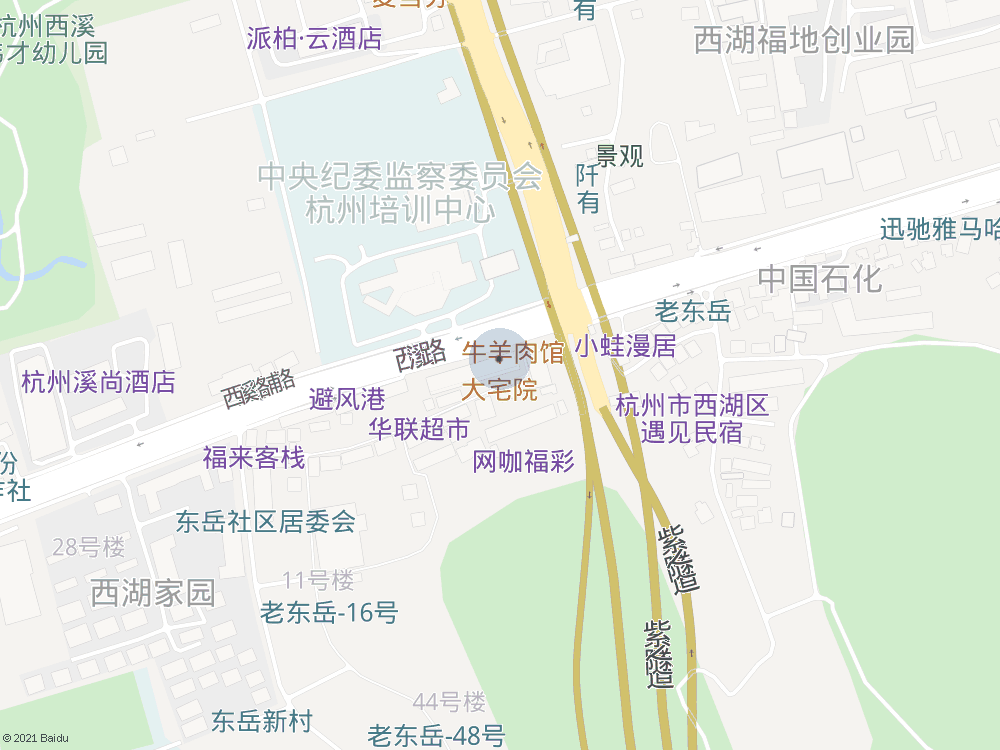 杭州西溪
伟才幼儿园
派柏·云酒店
有
西湖福地创业园
中央纪委监察委员会
杭州培训中心
景观
阡
有
迅驰雅马哈
中国石化
老东岳
小蛙漫居
牛羊肉馆
西溪路
大宅院
杭州溪尚酒店
西溪路辅路
避风港
杭州市西湖区
遇见民宿
华联超市
福来客栈
网咖福彩
份
作社
东岳社区居委会
28号楼
11号楼
西湖家园
老东岳-16号
紫之隧道
紫之隧道
44号楼
东岳新村
老东岳-48号
© 2021 Baidu